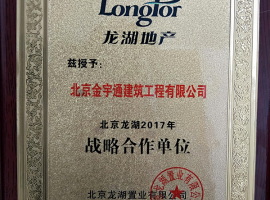 Longfor
龙湖地产
兹授予：
北京金宇通建筑工程有限公司
北京龙湖2017年
战略合作单位
北京龙湖置业有限公司